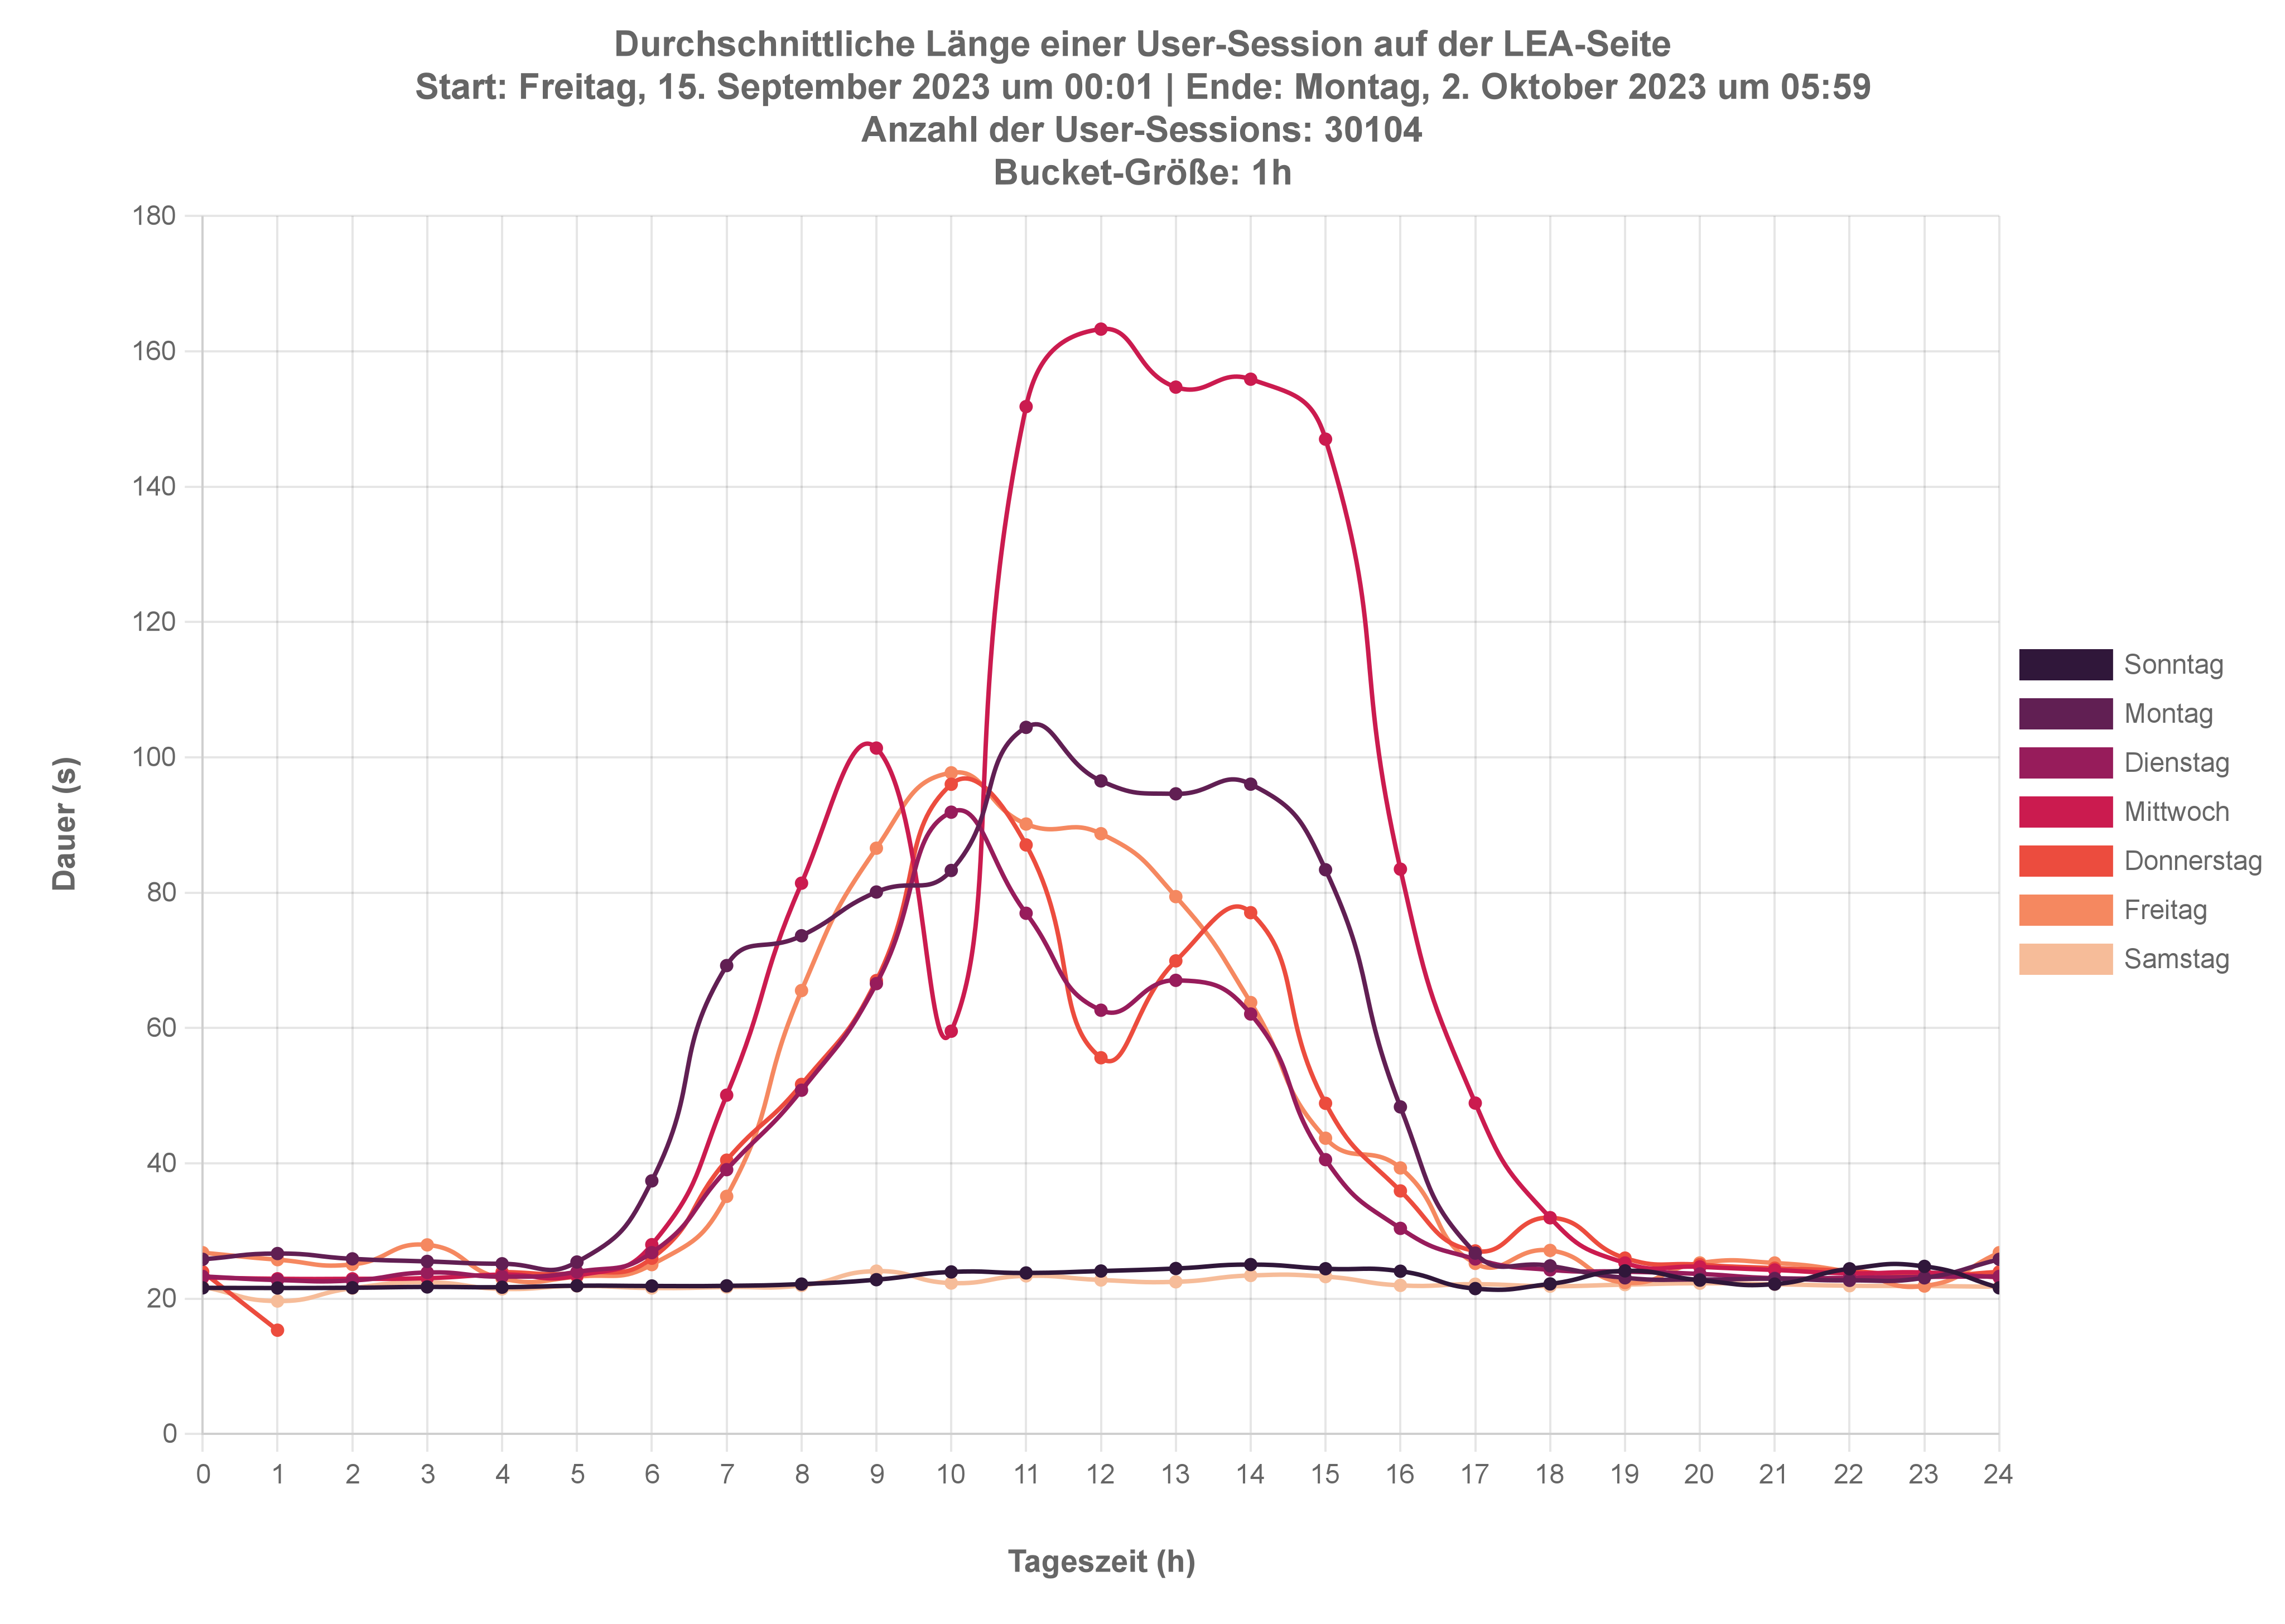 Durchschnittliche Länge einer User-Session auf der LEA-Seite
Start: Freitag, 15. September 2023 um 00:01 | Ende: Montag, 2. Oktober 2023 um 05:59
Anzahl der User-Sessions: 30104
Bucket-Größe: 1h
180
160
140
120
100
80
60
40
20
0
Dauer (s)
0 1 2 3 4 5 6 7 8 9 10 11 12 13 14 15 16 17 18 19 20 21 22 23 24
Tageszeit (h)
Sonntag
Montag
Dienstag
Mittwoch
Donnerstag
Freitag
Samstag